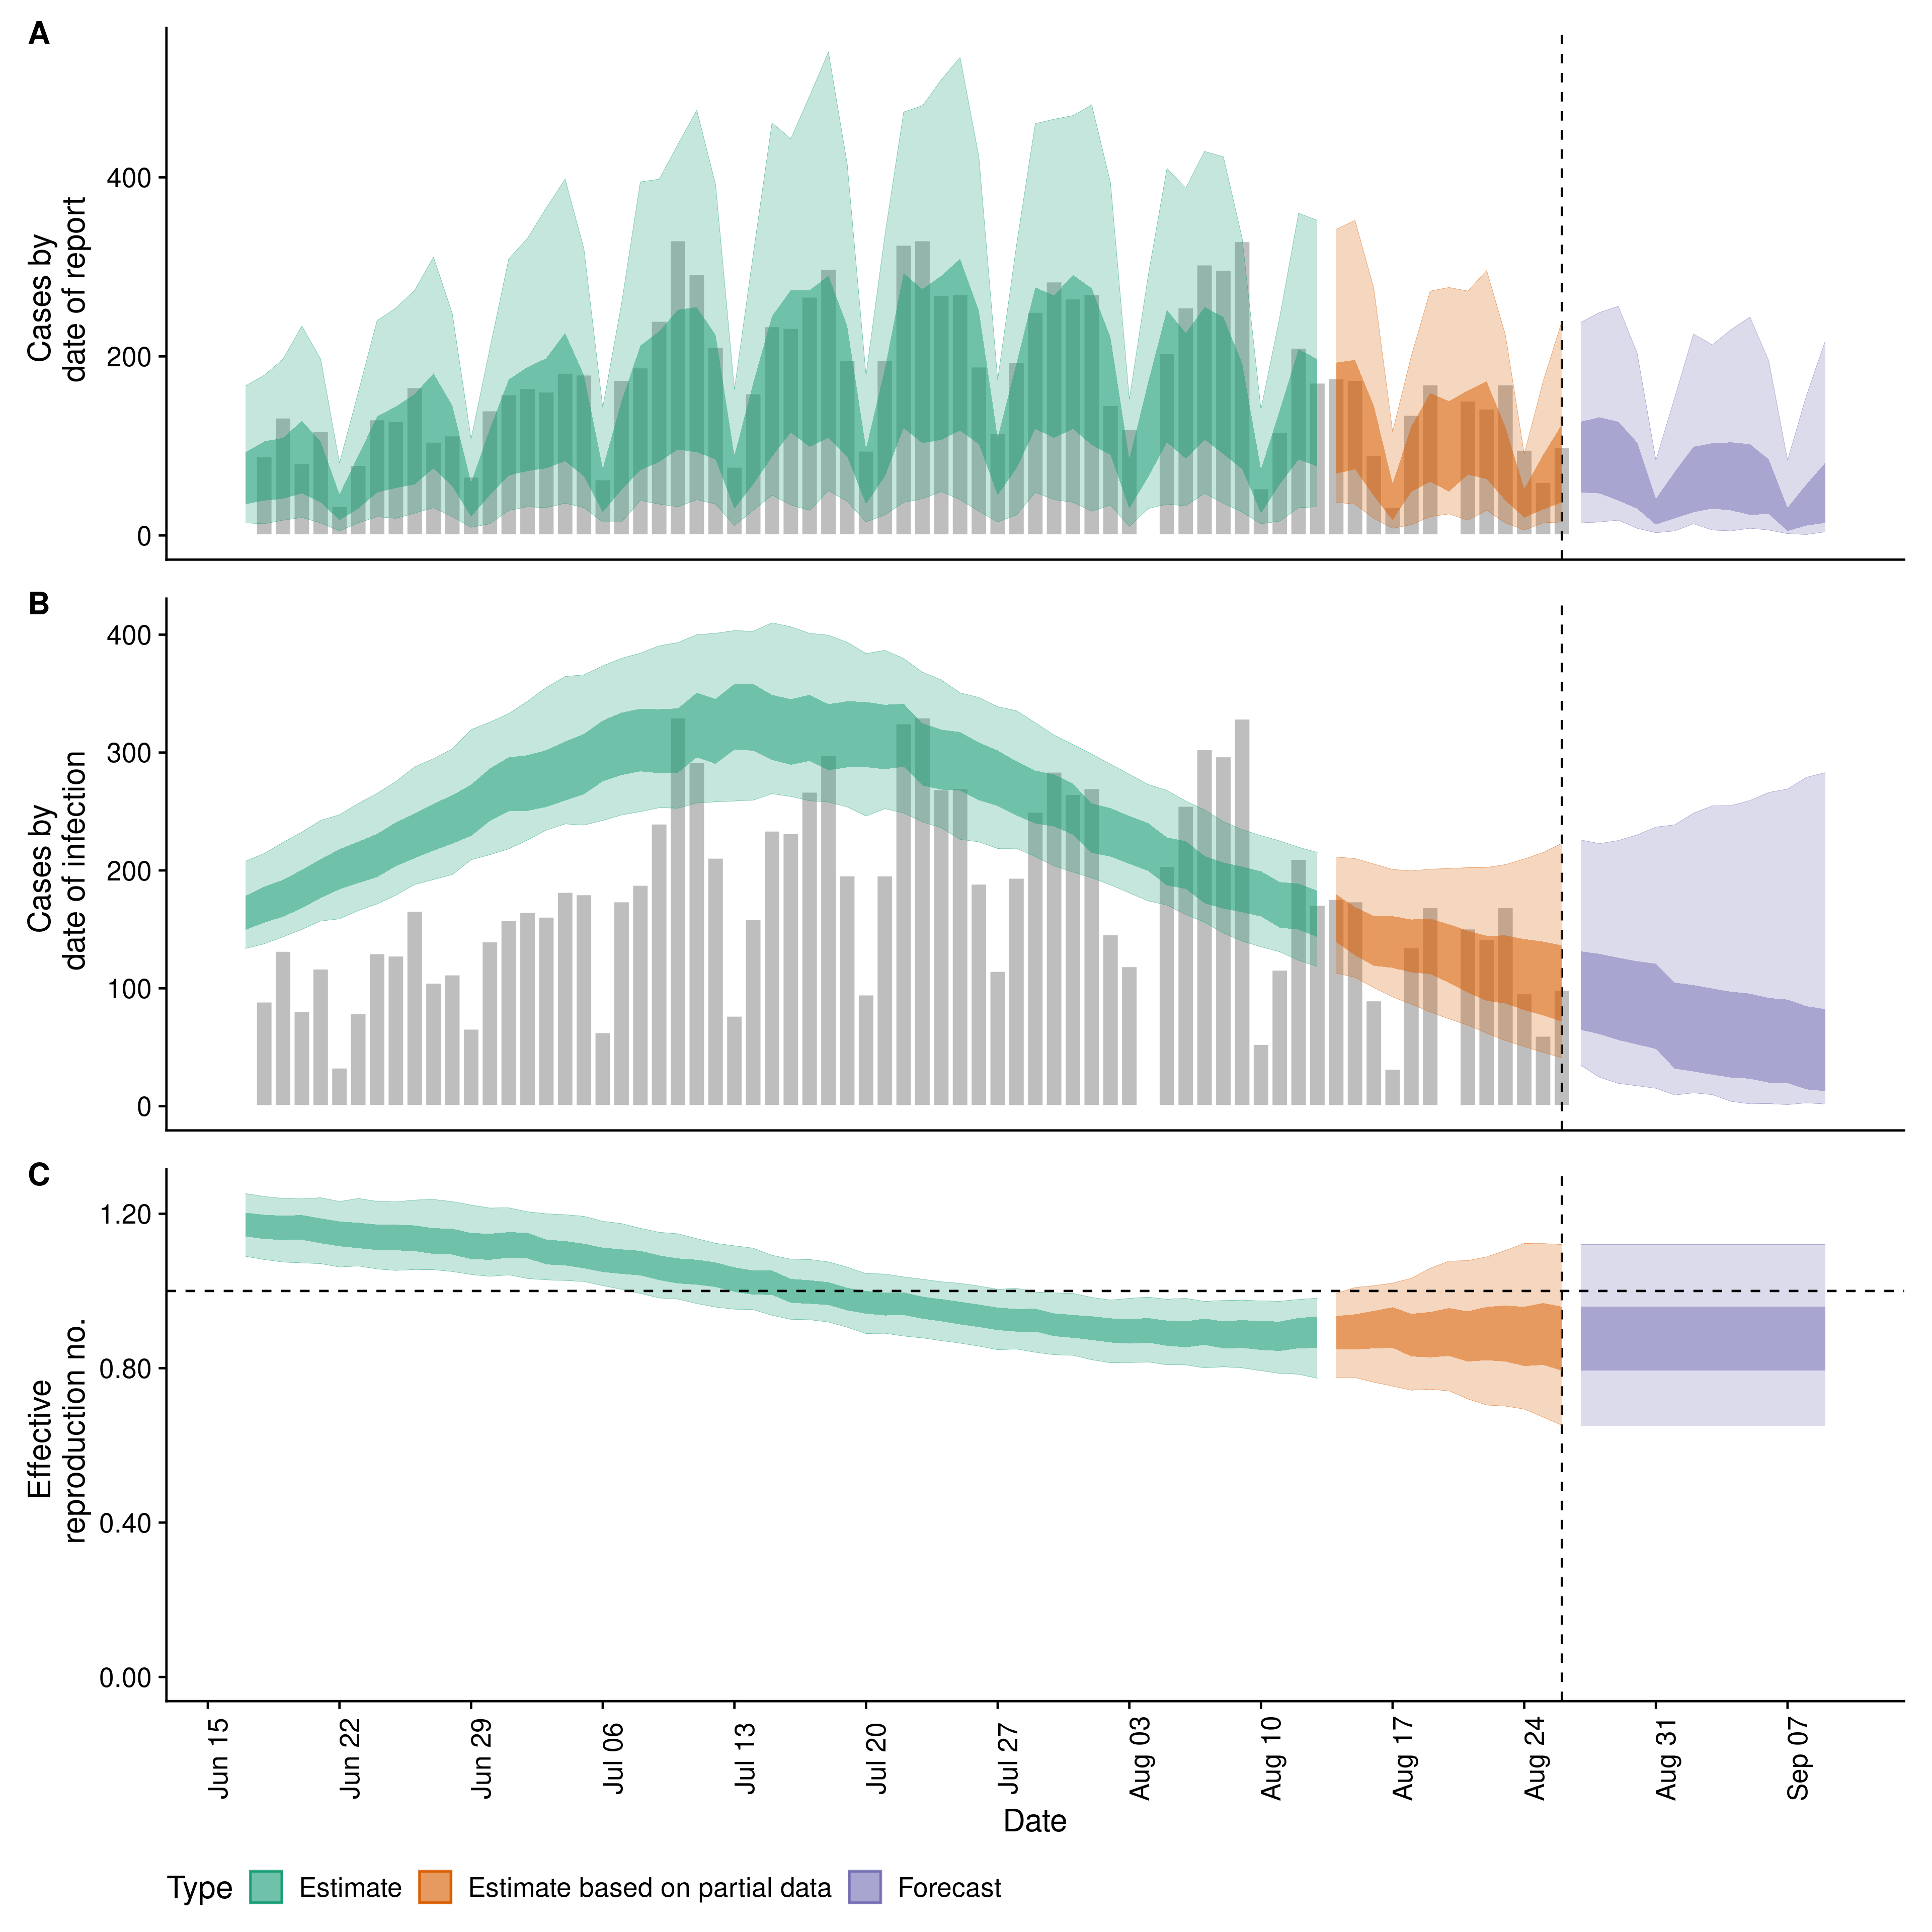 A
Cases by
date of report
400
200
0
B
Cases by
date of infection
400
300
200
100
0
C
Effective
reproduction no.
1.20
0.80
0.40
0.00
Jun 15
Jun 22
Jun 29
Jul 06
Jul 13
Jul 20
Jul 27
Aug 03
Aug 10
Aug 17
Aug 24
Aug 31
Sep 07
Date
Type Estimate Estimate based on partial data Forecast